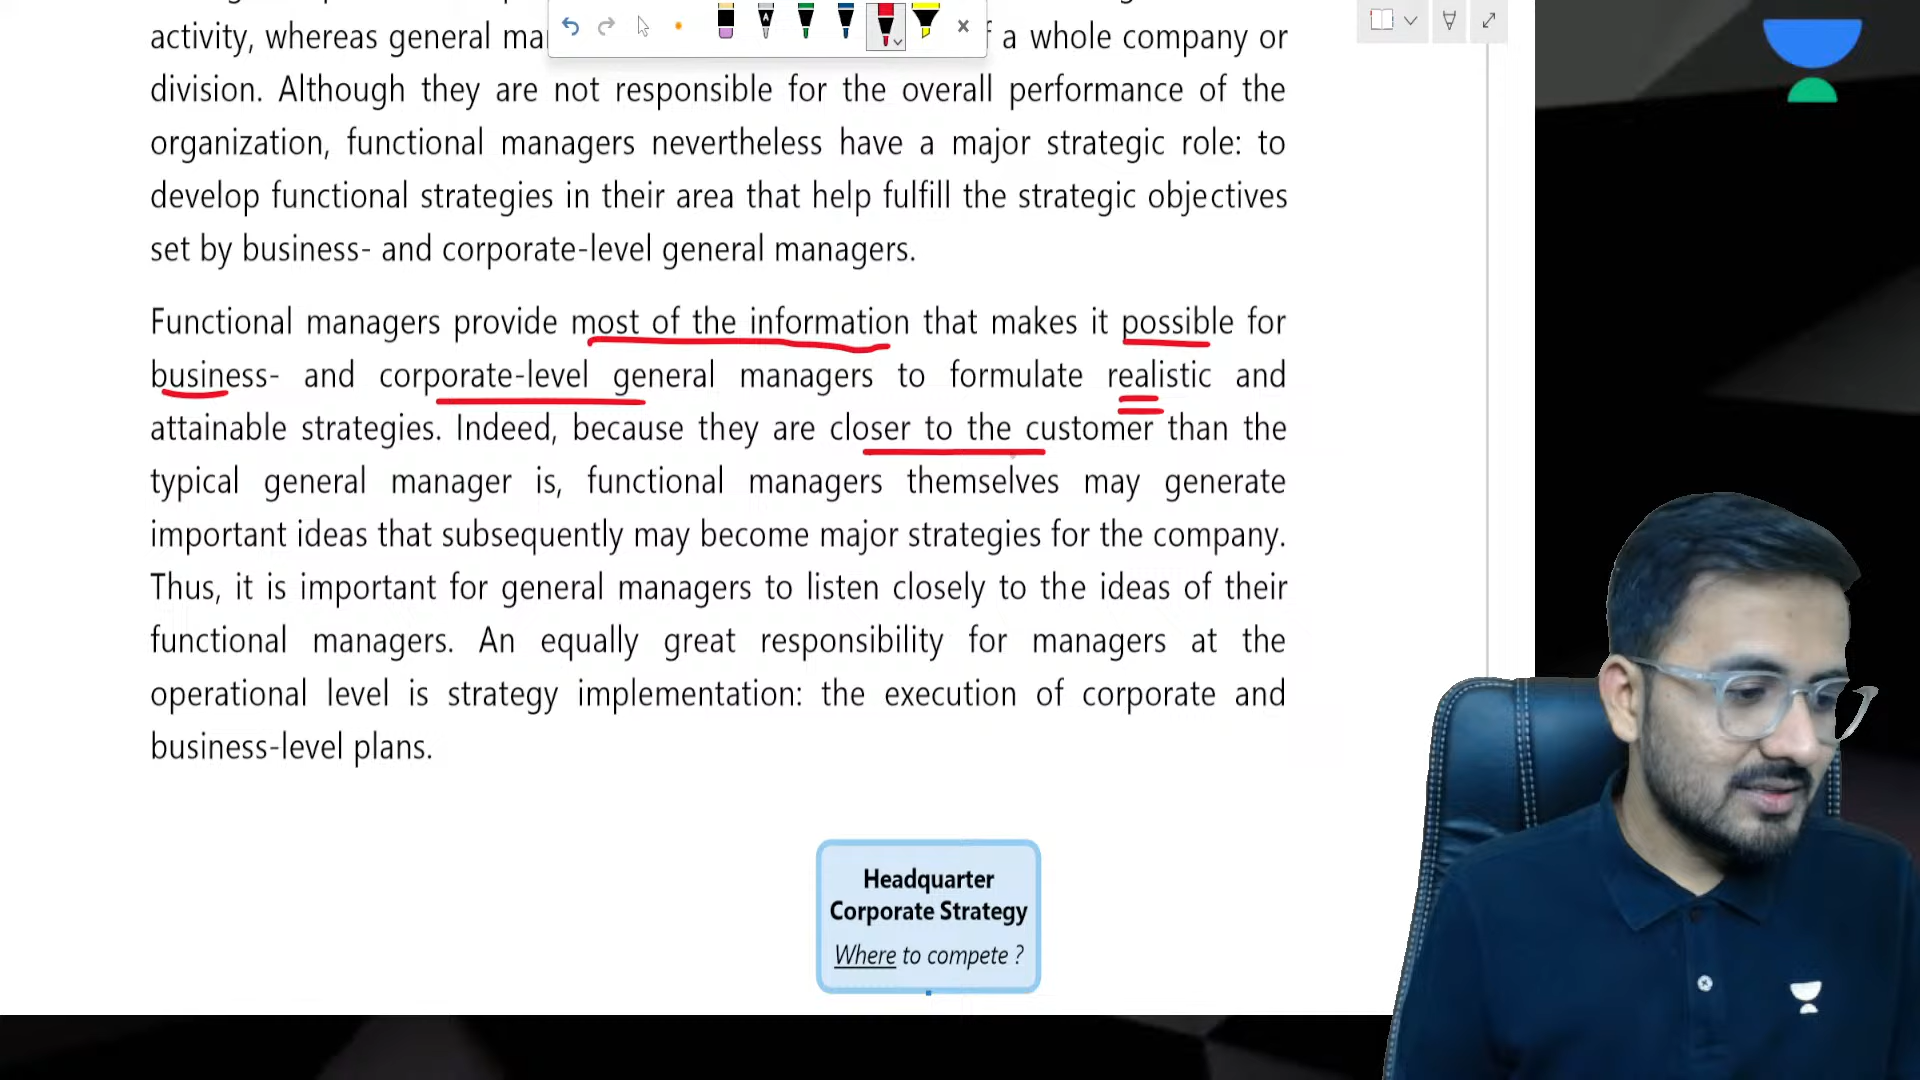 activity, whereas general ma a whole company or
division. Although they are not responsible for the overall performance of the
organization, functional managers nevertheless have a major strategic role: to
develop functional strategies in their area that help fulfill the strategic objectives
set by business- and corporate-level general managers.
Functional managers provide most of the information that makes it possible for
business- and corporate-level general managers to formulate realistic and
attainable strategies. Indeed, because they are closer to the customer than the
typical general manager is, functional managers themselves may generate
important ideas that subsequently may become major strategies for the company.
Thus, it is important for general managers to listen closely to the ideas of their
functional managers. An equally great responsibility for managers at the
operational level is strategy implementation: the execution of corporate and
business-level plans.
Headquarter
Corporate Strategy
Where to compete ?